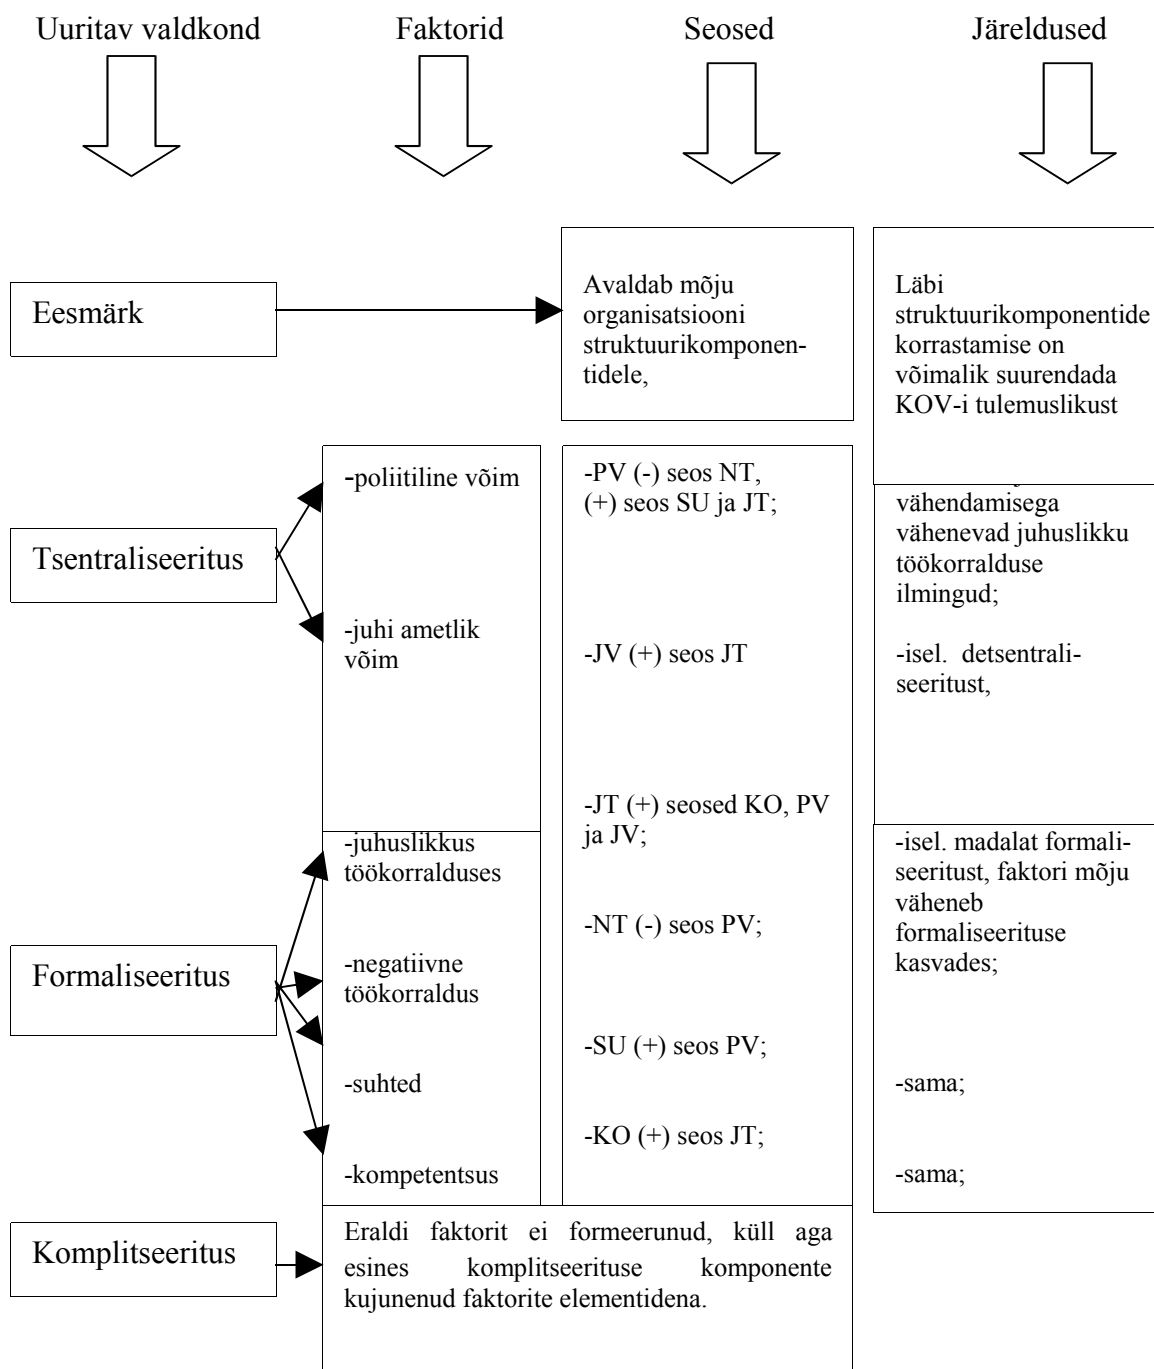 Uuritav valdkond
Faktorid
Seosed
Järeldused
Eesmärk
Avaldab mõju
organisatsiooni
struktuurikomponen-
tidele,
Läbi
struktuurikomponentide
korrastamise on
võimalik suurendada
KOV-i tulemuslikust
Tsentraliseeritus
-poliitiline võim
-juhi ametlik
võim
-PV (-) seos NT,
(+) seos SU ja JT;
-JV (+) seos JT
vähendamisega
vähenevad juhuslikku
töökorralduse
ilmingud;
-isel. detsentrali-
seeritust,
Formaliseeritus
-juhuslikkus
töökorralduses
-negatiivne
töökorraldus
-suhted
-kompetentsus
-JT (+) seosed KO, PV
ja JV;
-NT (-) seos PV;
-SU (+) seos PV;
-KO (+) seos JT;
-isel. madalat formali-
seeritust, faktori mõju
väheneb
formaliseerituse
kasvades;
-sama;
-sama;
Komplitseeritus
Eraldi faktorit ei formeerunud, küll aga
esines komplitseerituse komponente
kujunenud faktorite elementidena.